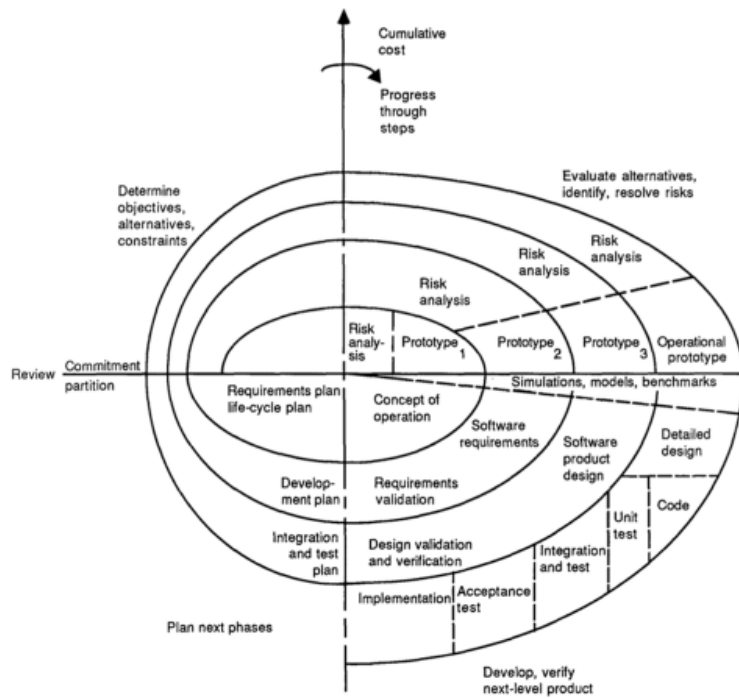 Cumulative
cost
Progress
through
steps
Evaluate alternatives,
identify, resolve risks
Determine
objectives,
alternatives,
constraints
Risk
analysis
Risk
analysis
Risk
analysis
Risk
analy-
sis
Prototype 1
Prototype 2
Prototype 3
Operational
prototype
Review
Commitment
partition
Simulations, models, benchmarks
Requirements plan
life-cycle plan
Concept of
operation
Software
requirements
Software
product
design
Detailed
design
Develop-
ment plan
Requirements
validation
Code
Unit
test
Integration
and test
plan
Design validation
and verification
Integration
and test
Implementation
Acceptance
test
Plan next phases
Develop, verify
next-level product